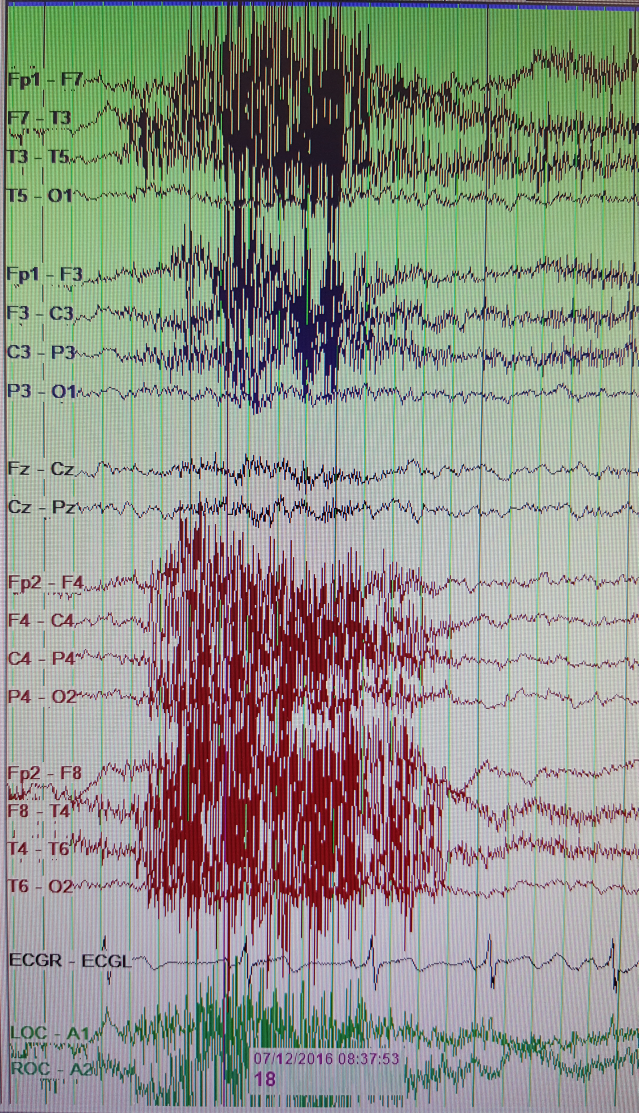 Fp1 - F7
F7 - T3
T3 - T5
T5 - O1
Fp1 - F3
F3 - C3
C3 - P3
P3 - O1
Fz - Cz
Cz - Pz
Fp2 - F4
F4 - C4
C4 - P4
P4 - O2
Fp2 - F8
F8 - T4
T4 - T6
T6 - O2
ECGR - ECGL
LOC - A1
07/12/2016 08:37:53
ROC - A2
18